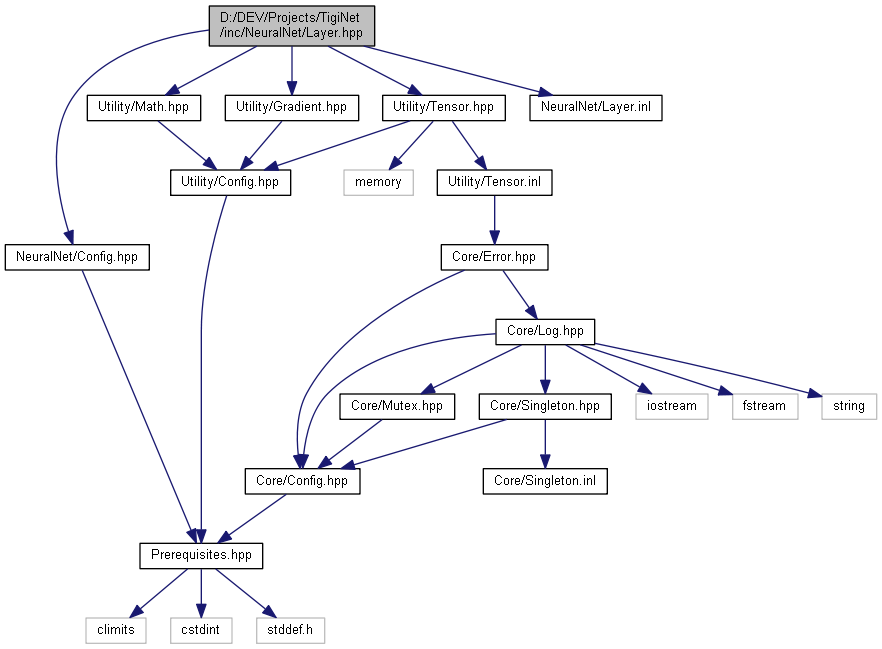 D:/DEV/Projects/TigiNet
/inc/NeuralNet/Layer.hpp
Utility/Math.hpp
Utility/Gradient.hpp
Utility/Tensor.hpp
NeuralNet/Layer.inl
Utility/Config.hpp
memory
Utility/Tensor.inl
NeuralNet/Config.hpp
Core/Error.hpp
Core/Log.hpp
Core/Mutex.hpp
Core/Singleton.hpp
iostream
fstream
string
Core/Config.hpp
Core/Singleton.inl
Prerequisites.hpp
climits
cstdint
stddef.h